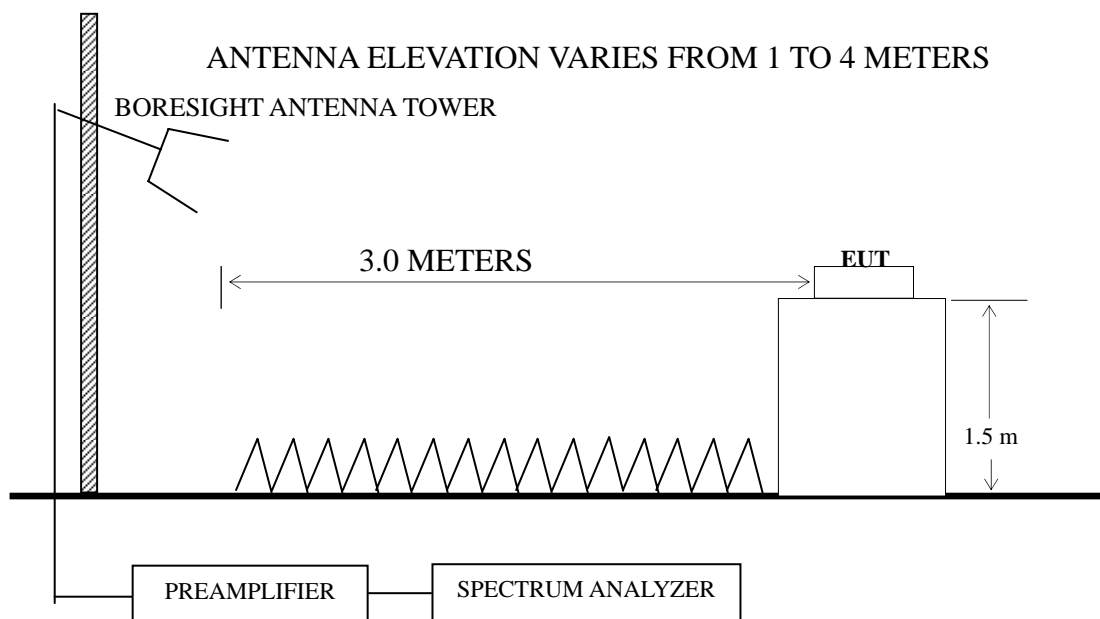 ANTENNA ELEVATION VARIES FROM 1 TO 4 METERS
BORESIGHT ANTENNA TOWER
3.0 METERS
EUT
1.5 m
PREAMPLIFIER
SPECTRUM ANALYZER